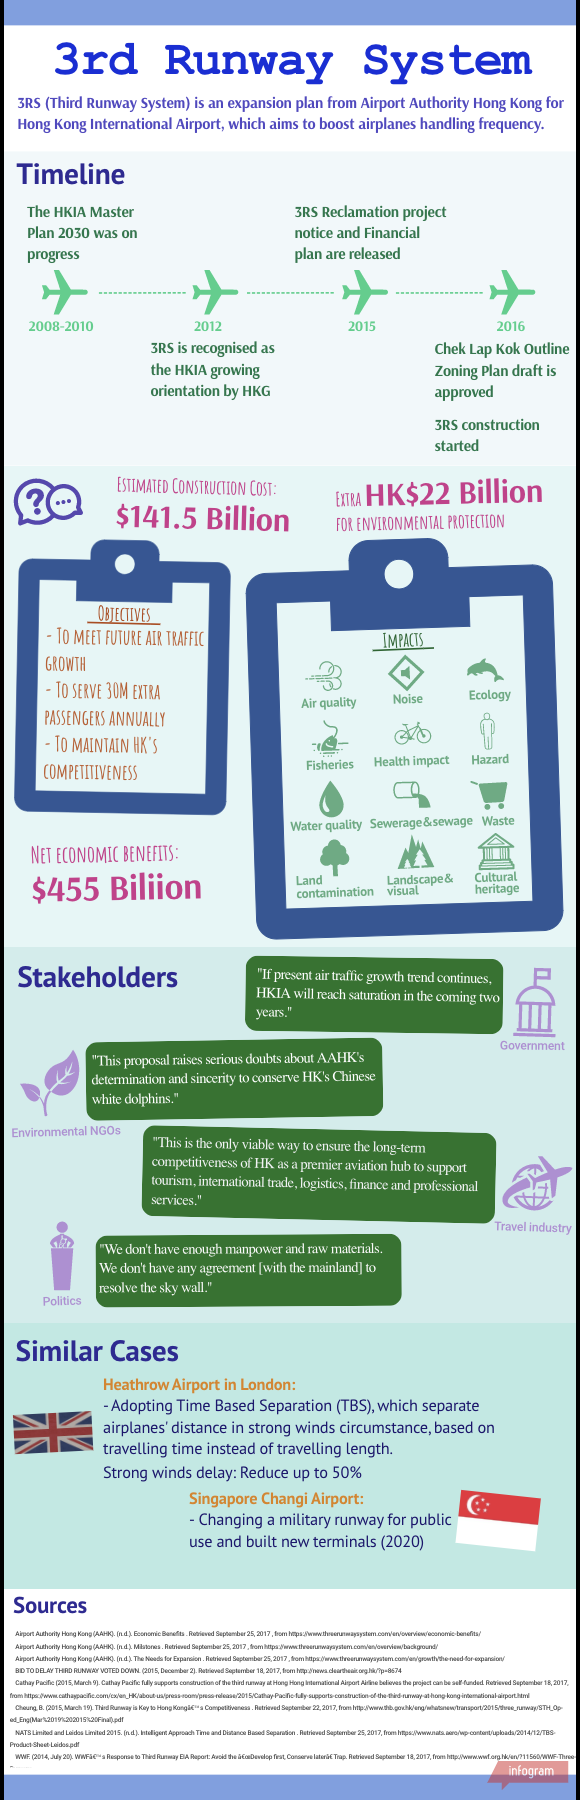 3rd Runway System
3RS (Third Runway System) is an expansion plan from Airport Authority Hong Kong for
Hong Kong International Airport, which aims to boost airplanes handling frequency.
Timeline
The HKIA Master
Plan 2030 was on
progress
3RS Reclamation project
notice and Financial
plan are released
2008-2010
2012
2015
2016
3RS is recognised as
the HKIA growing
orientation by HKG
Chek Lap Kok Outline
Zoning Plan draft is
approved
3RS construction
started
Estimated Construction Cost:
$141.5 Billion
Extra HK$22 Billion
for environmental protection
Objectives
- To meet future air traffic
growth
- To serve 30M extra
passengers annually
- To maintain HK's
competitiveness
Net economic benefits:
$455 Biliion
Impacts
Air quality
Noise
Ecology
Fisheries
Health impact
Hazard
Water quality
Sewerage&sewage
Waste
Land
contamination
Landscape&
visual
Cultural
heritage
Stakeholders
"If present air traffic growth trend continues,
HKIA will reach saturation in the coming two
years."
Government
"This proposal raises serious doubts about AAHK's
determination and sincerity to conserve HK's Chinese
white dolphins."
Environmental NGOs
"This is the only viable way to ensure the long-term
competitiveness of HK as a premier aviation hub to support
tourism, international trade, logistics, finance and professional
services."
Travel industry
"We don't have enough manpower and raw materials.
We don't have any agreement [with the mainland] to
resolve the sky wall."
Politics
Similar Cases
Heathrow Airport in London:
- Adopting Time Based Separation (TBS), which separate
airplanes' distance in strong winds circumstance, based on
travelling time instead of travelling length.
Strong winds delay: Reduce up to 50%
Singapore Changi Airport:
- Changing a military runway for public
use and built new terminals (2020)
Sources
Airport Authority Hong Kong (AAHK). (n.d.). Economic Benefits . Retrieved September 25, 2017 , from https://www.threerunwaysystem.com/en/overview/economic-benefits/
Airport Authority Hong Kong (AAHK). (n.d.). Milstones . Retrieved September 25, 2017 , from https://www.threerunwaysystem.com/en/overview/background/
Airport Authority Hong Kong (AAHK). (n.d.). The Needs for Expansion . Retrieved September 25, 2017 , from https://www.threerunwaysystem.com/en/growth/the-need-for-expansion/
BID TO DELAY THIRD RUNWAY VOTED DOWN. (2015, December 2). Retrieved September 18, 2017, from http://news.cleartheair.org.hk/?p=8674
Cathay Pacific (2015, March 9). Cathay Pacific fully supports construction of the third runway at Hong Hong International Airport Airline believes the project can be self-funded. Retrieved September 18, 2017,
from https://www.cathaypacific.com/cx/en_HK/about-us/press-room/press-release/2015/Cathay-Pacific-fully-supports-construction-of-the-third-runway-at-hong-kong-international-airport.html
Cheung, B. (2015, March 19). Third Runway is Key to Hong Kongâ€™s Competitiveness . Retrieved September 22, 2017, from http://www.thb.gov.hk/eng/whatsnew/transport/2015/three_runway/STH_Op-
ed_Eng(Mar%2019%202015%20Final).pdf
NATS Limited and Leidos Limited 2015. (n.d.). Intelligent Approach Time and Distance Based Separation . Retrieved September 25, 2017, from https://www.nats.aero/wp-content/uploads/2014/12/TBS-
Product-Sheet-Leidos.pdf
WWF. (2014, July 20). WWFâ€™s Response to Third Runway EIA Report: Avoid the â€œDevelop first, Conserve laterâ€ Trap. Retrieved September 18, 2017, from http://www.wwf.org.hk/en/?11560/WWF-Three-
infogram